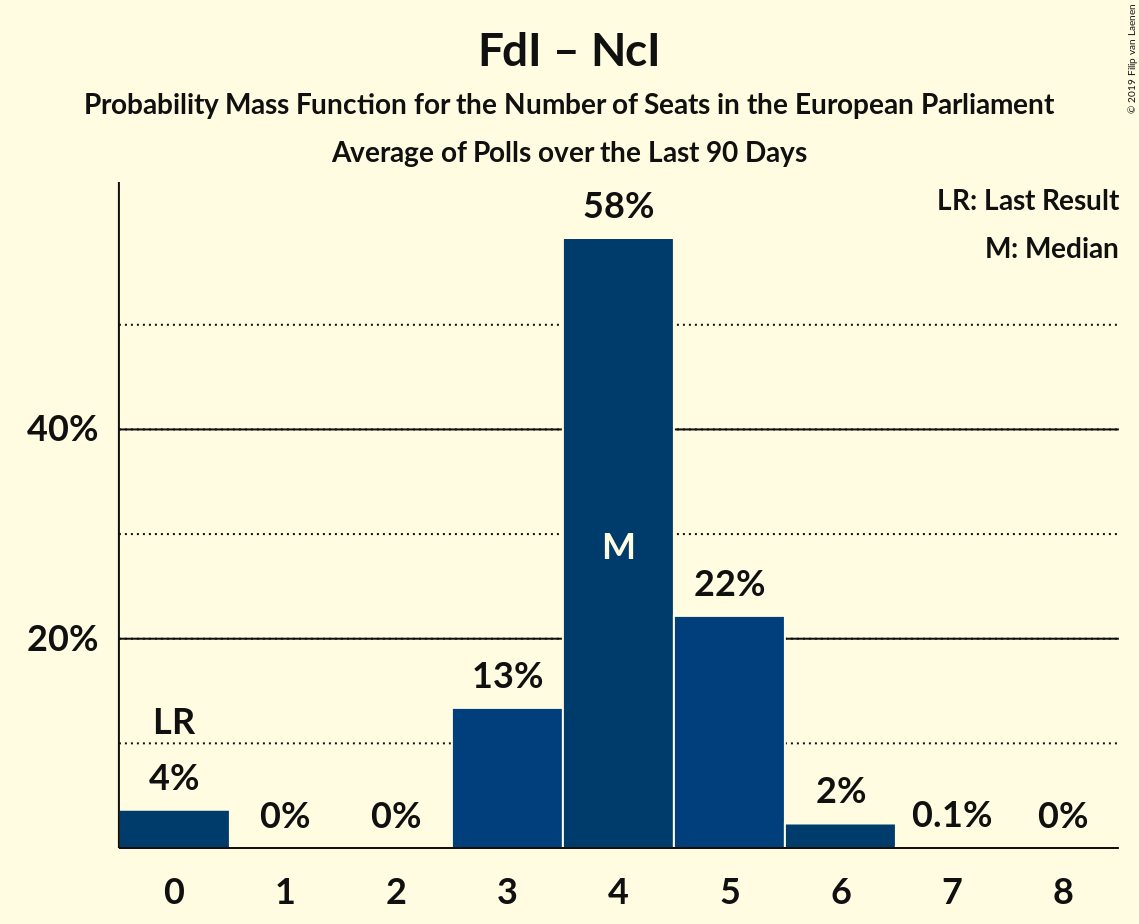 FdI – NcI
Probability Mass Function for the Number of Seats in the European Parliament
Average of Polls over the Last 90 Days
© 2019 Filip van Laenen
LR: Last Result
M: Median
58%
40%
M
22%
20%
13%
LR
4%
0%
0%
2%
0.1%
0%
0 1 2 3 4 5 6 7 8